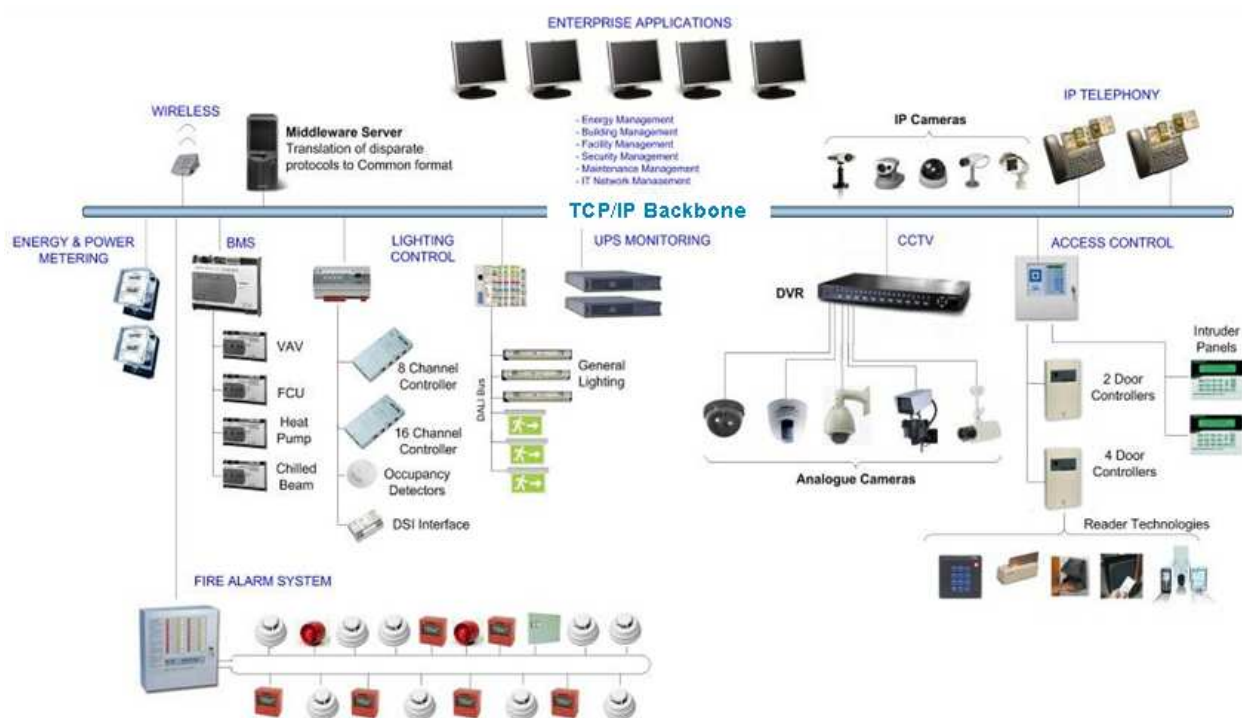 ENTERPRISE APPLICATIONS
WIRELESS
Middleware Server
Translation of disparate
protocols to Common format
- Energy Management
- Building Management
- Facility Management
- Security Management
- Maintenance Management
- IT Network Management
IP Cameras
IP TELEPHONY
TCP/IP Backbone
ENERGY & POWER
METERING
BMS
LIGHTING
CONTROL
UPS MONITORING
CCTV
ACCESS CONTROL
DVR
VAV
FCU
Heat
Pump
Chilled
Beam
8 Channel
Controller
16 Channel
Controller
Occupancy
Detectors
DSI Interface
DALI Bus
General
Lighting
Analogue Cameras
Intruder
Panels
2 Door
Controllers
4 Door
Controllers
Reader Technologies
FIRE ALARM SYSTEM